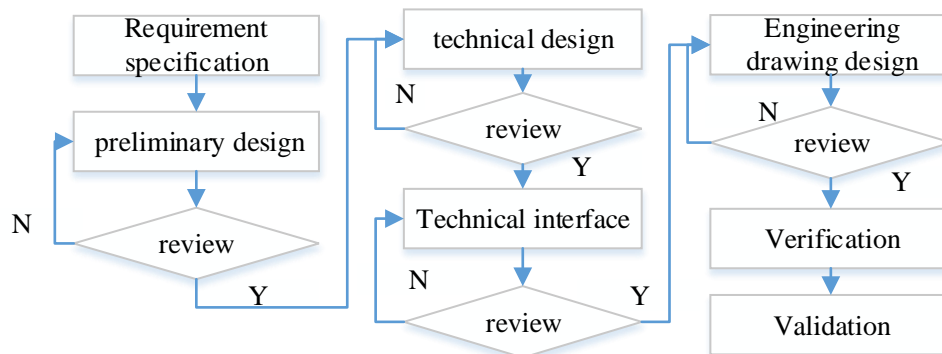 Requirement
specification
preliminary design
N
review
Y
technical design
N
review
Y
Technical interface
N
review
Y
Engineering
drawing design
N
review
Y
Verification
Validation